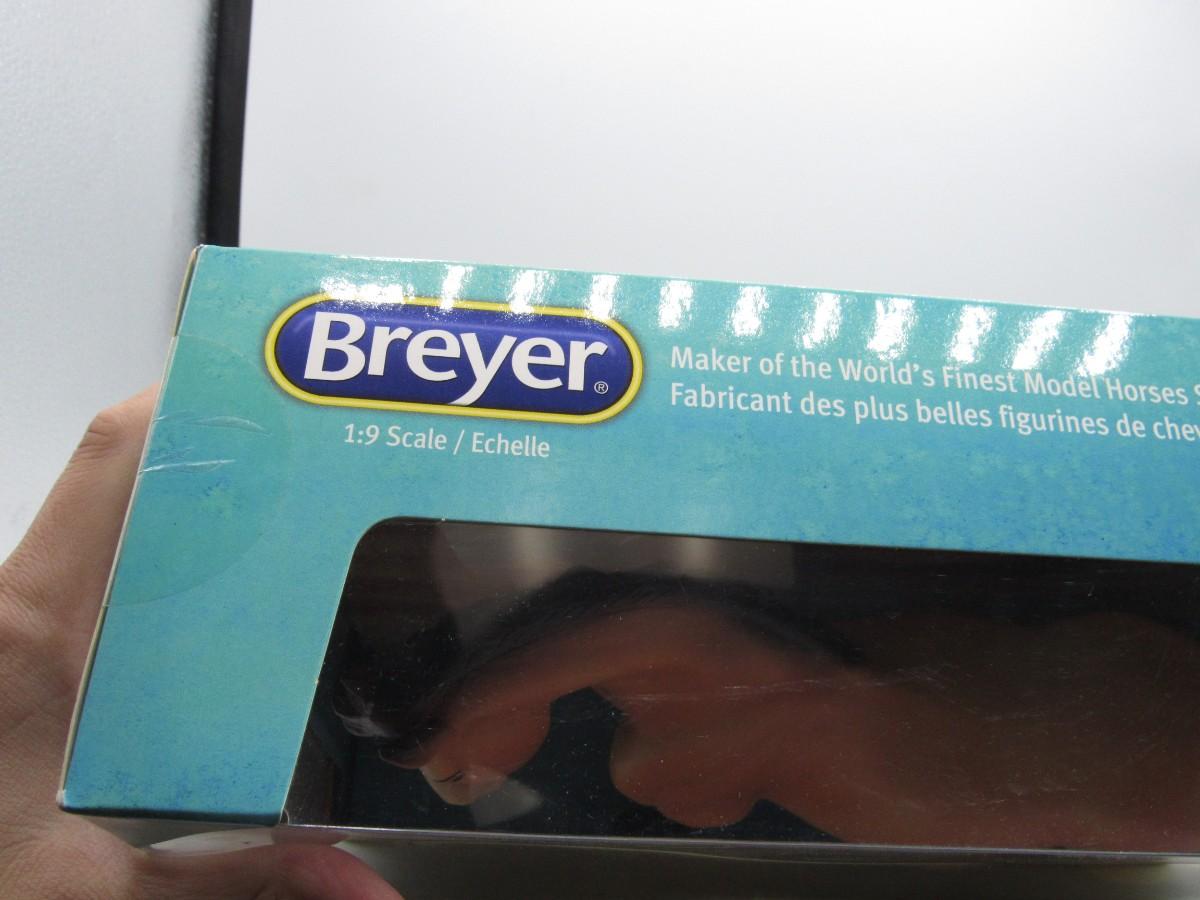 Breyer®
1:9 Scale / Echelle
Maker of the World's Finest Model Horses
Fabricant des plus belles figurines de